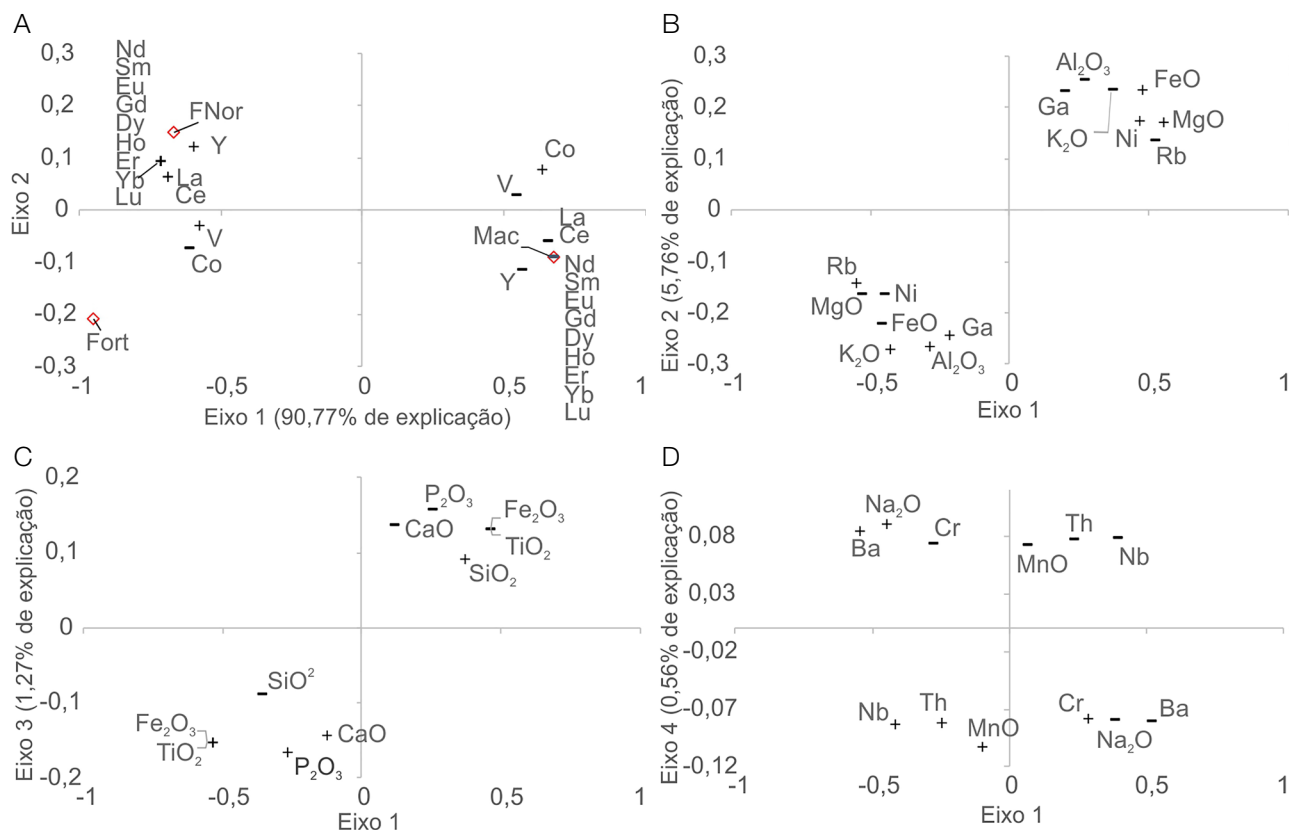 A
Eixo 2
0,3
0,2
0,1
0
-0,1
-0,2
-0,3
Nd
Sm
Eu
Gd
Dy
Ho
Er
Yb
Lu
FNor
+ Y
+ La
Ce
+ V
Co
Fort
Co
+
V
La
Ce
Mac
Y
Nd
Sm
Eu
Gd
Dy
Ho
Er
Yb
Lu
-1
-0,5
0
0,5
1
Eixo 1 (90,77% de explicação)
B
Eixo 2 (5,76% de explicação)
0,3
0,2
0,1
0
-0,1
-0,2
-0,3
Al₂O₃
+ FeO
Ga
K₂O
Ni
+ MgO
Rb
Rb
MgO
Ni
FeO
+ Ga
K₂O +
Al₂O₃
-1
-0,5
0
0,5
1
Eixo 1
C
Eixo 3 (1,27% de explicação)
0,2
0,1
0
-0,1
-0,2
P₂O₃
CaO
Fe₂O₃
TiO₂
SiO₂
SiO²
Fe₂O₃
TiO₂
+ CaO
P₂O₃
-1
-0,5
0
0,5
1
Eixo 1
D
Eixo 4 (0,56% de explicação)
0,08
0,03
-0,02
-0,07
-0,12
Na₂O
Ba
Cr
Th
MnO
Nb
Nb
Th
MnO
Cr
Na₂O
Ba
-1
-0,5
0
0,5
1
Eixo 1